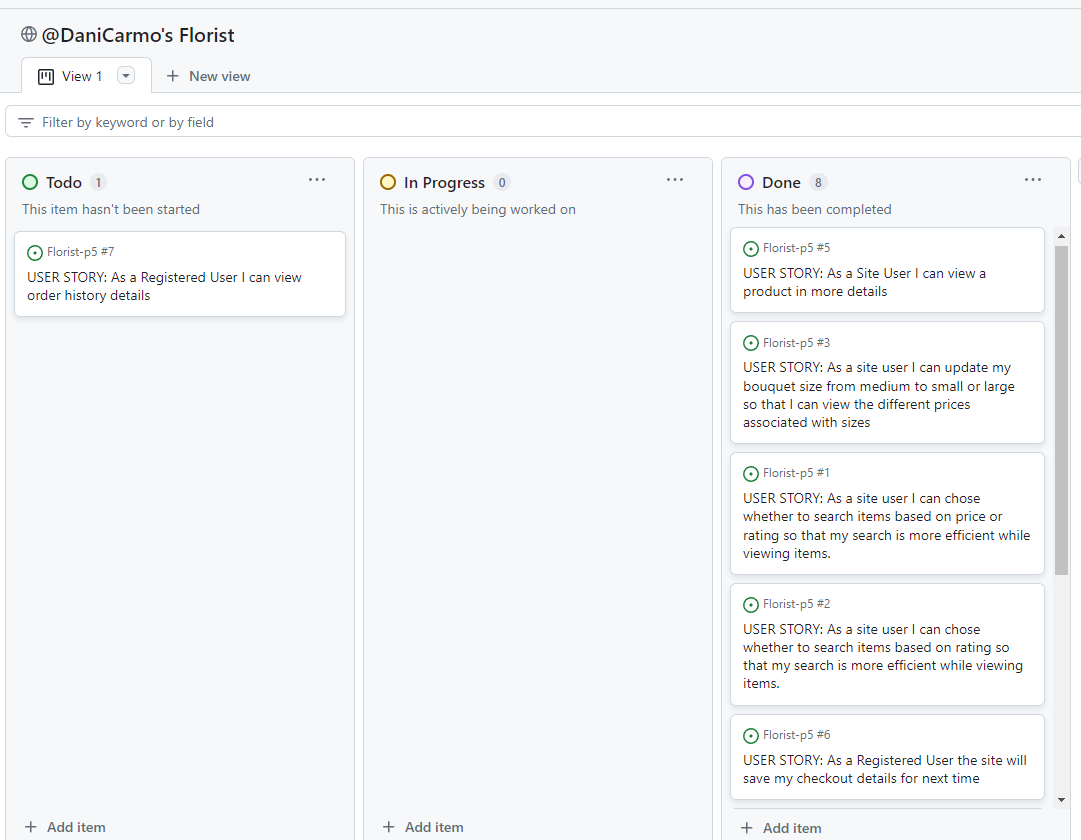 @DaniCarmo's Florist
View 1
New view
Filter by keyword or by field
Todo 1
This item hasn't been started
Florist-p5 #7
USER STORY: As a Registered User I can view
order history details
Add item
In Progress 0
This is actively being worked on
Add item
Done 8
This has been completed
Florist-p5 #5
USER STORY: As a Site User I can view a
product in more details
Florist-p5 #3
USER STORY: As a site user I can update my
bouquet size from medium to small or large
so that I can view the different prices
associated with sizes
Florist-p5 #1
USER STORY: As a site user I can chose
whether to search items based on price or
rating so that my search is more efficient while
viewing items.
Florist-p5 #2
USER STORY: As a site user I can chose
whether to search items based on rating so
that my search is more efficient while viewing
items.
Florist-p5 #6
USER STORY: As a Registered User the site will
save my checkout details for next time
Add item